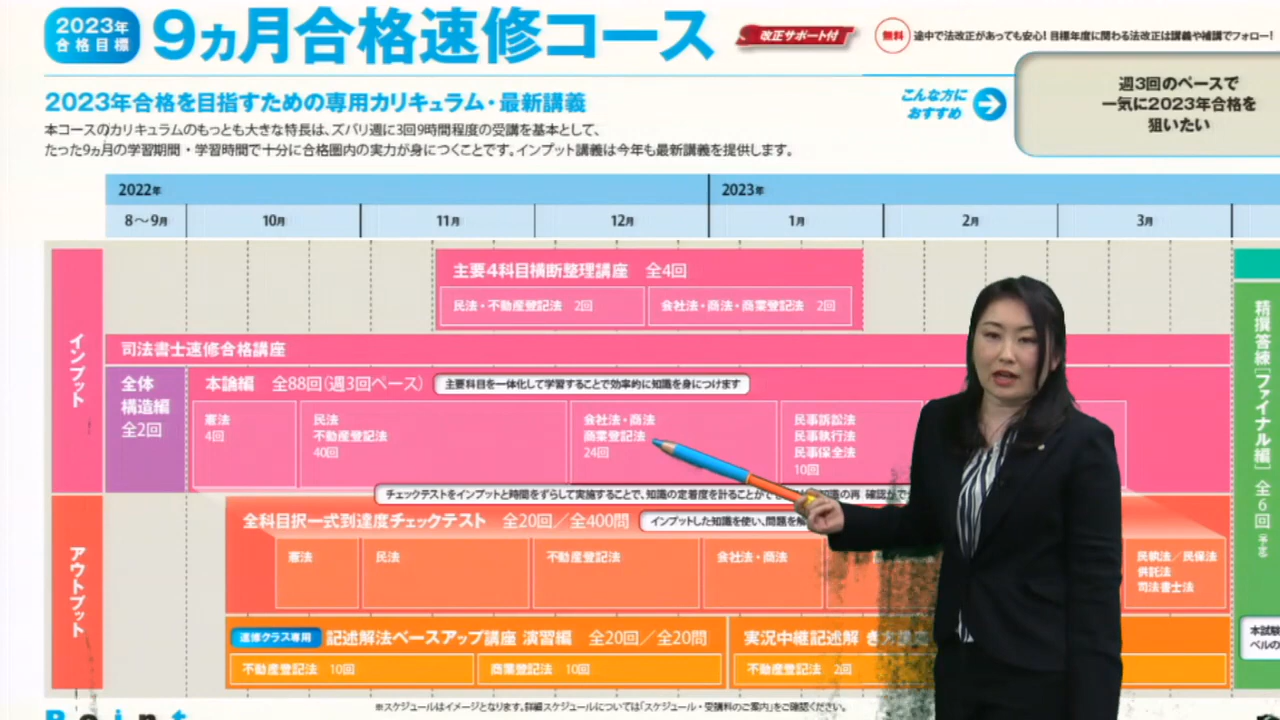 2023年
合格目標
9ヵ月合格速修コース
改正サポート付
無料
途中で法改正があっても安心!目標年度に関わる法改正は講義や補講でフォロー!
2023年合格を目指すための専用カリキュラム・最新講義
こんな方に
おすすめ
週3回のペースで
一気に2023年合格を
狙いたい
本コースのカリキュラムのもっとも大きな特長は、ズバリ週に3回9時間程度の受講を基本として、
たった9ヵ月の学習期間・学習時間で十分に合格圏内の実力が身につくことです。インプット講義は今年も最新講義を提供します。
2022年
2023年
8〜9月
10月
11月
12月
1月
2月
3月
インプット
主要4科目横断整理講座 全4回
民法・不動産登記法 2回
会社法・商法・商業登記法 2回
司法書士速修合格講座
全体
構造編
全2回
本論編 全88回(週3回ペース)
主要科目を一体化して学習することで効率的に知識を身につけます
憲法
4回
民法
不動産登記法
40回
会社法・商法
商業登記法
24回
民事訴訟法
民事執行法
民事保全法
10回
チェックテストをインプットと時間をずらして実施することで、知識の定着度を計ることがで
知識の再
確認がで
アウトプット
全科目択一式到達度チェックテスト 全20回/全400問
インプットした知識を使い、問題を解
憲法
民法
不動産登記法
会社法・商法
民執法/民保法
供託法
司法書士法
速修クラス専用
記述解法ベースアップ講座 演習編 全20回/全20問
不動産登記法 10回
商業登記法 10回
実況中継記述解
き方講座
不動産登記法 2回
精撰答練[ファイナル編] 全6回(予定)
本試験
ベルの
※スケジュールはイメージとなります。詳細スケジュールについては「スケジュール・受講料のご案内」をご確認ください。
Point